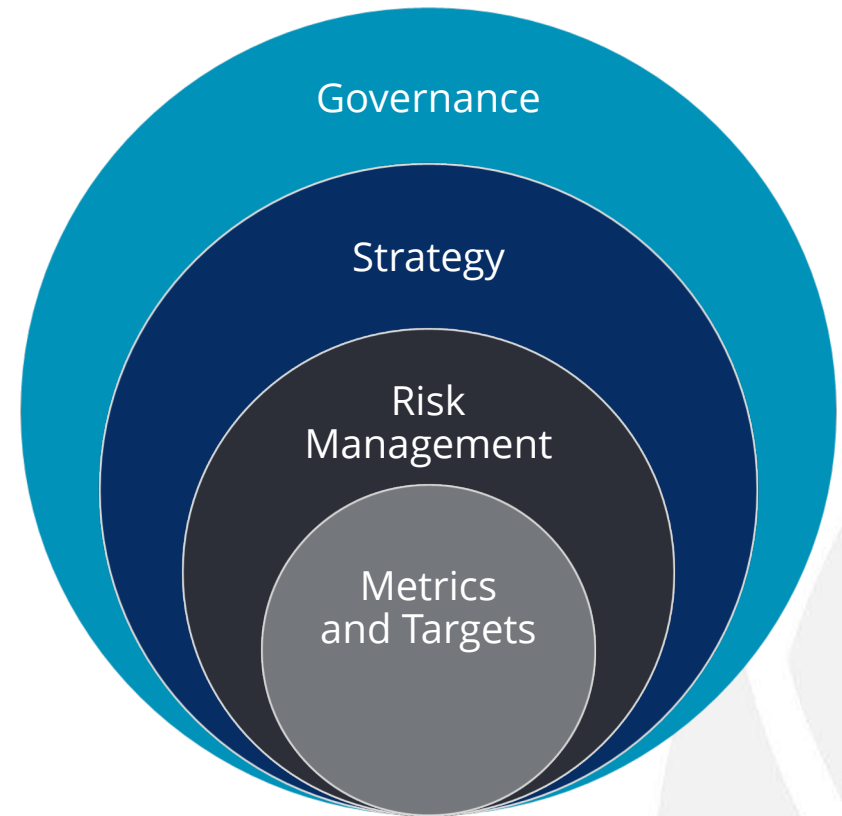 Governance
Strategy
Risk
Management
Metrics
and Targets